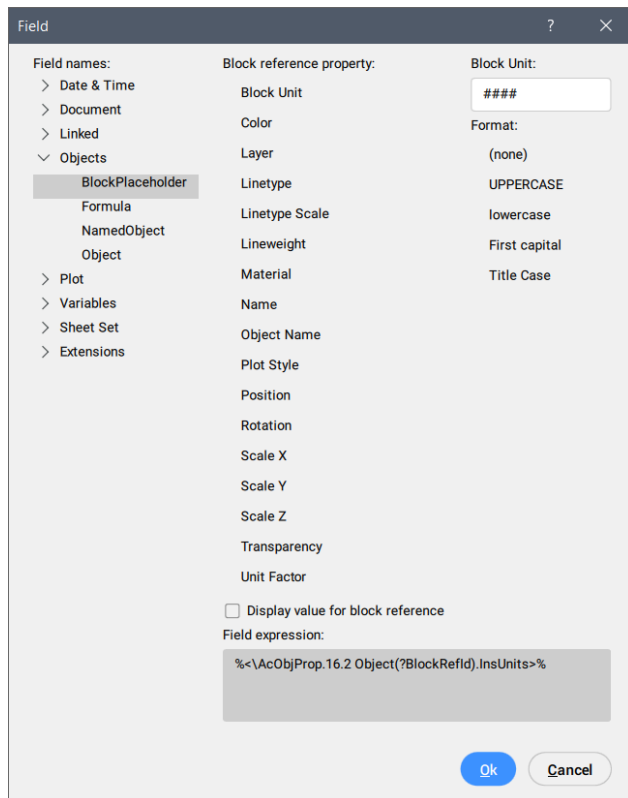 Field
?
Field names:
Date & Time
Document
Linked
Objects
BlockPlaceholder
Formula
NamedObject
Object
Plot
Variables
Sheet Set
Extensions
Block reference property:
Block Unit
Color
Layer
Linetype
Linetype Scale
Lineweight
Material
Name
Object Name
Plot Style
Position
Rotation
Scale X
Scale Y
Scale Z
Transparency
Unit Factor
Block Unit:
####
Format:
(none)
UPPERCASE
lowercase
First capital
Title Case
Display value for block reference
Field expression:
%<\AcObjProp.16.2 Object(?BlockRefId).InsUnits>%
Ok
Cancel